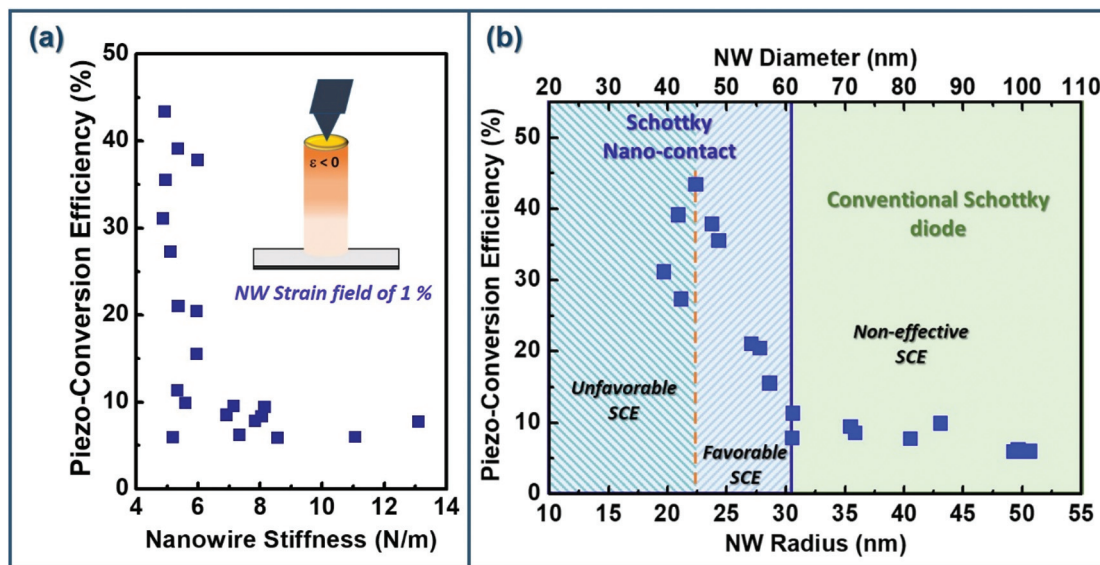 (a)
50
40
30
20
10
0
Piezo-Conversion Efficiency (%)
ε < 0
NW Strain field of 1 %
4 6 8 10 12 14
Nanowire Stiffness (N/m)
(b)
NW Diameter (nm)
20 30 40 50 60 70 80 90 100 110
50
40
30
20
10
0
Piezo-Conversion Efficiency (%)
Schottky
Nano-contact
Conventional Schottky
diode
Non-effective
SCE
Unfavorable
SCE
Favorable
SCE
10 15 20 25 30 35 40 45 50 55
NW Radius (nm)